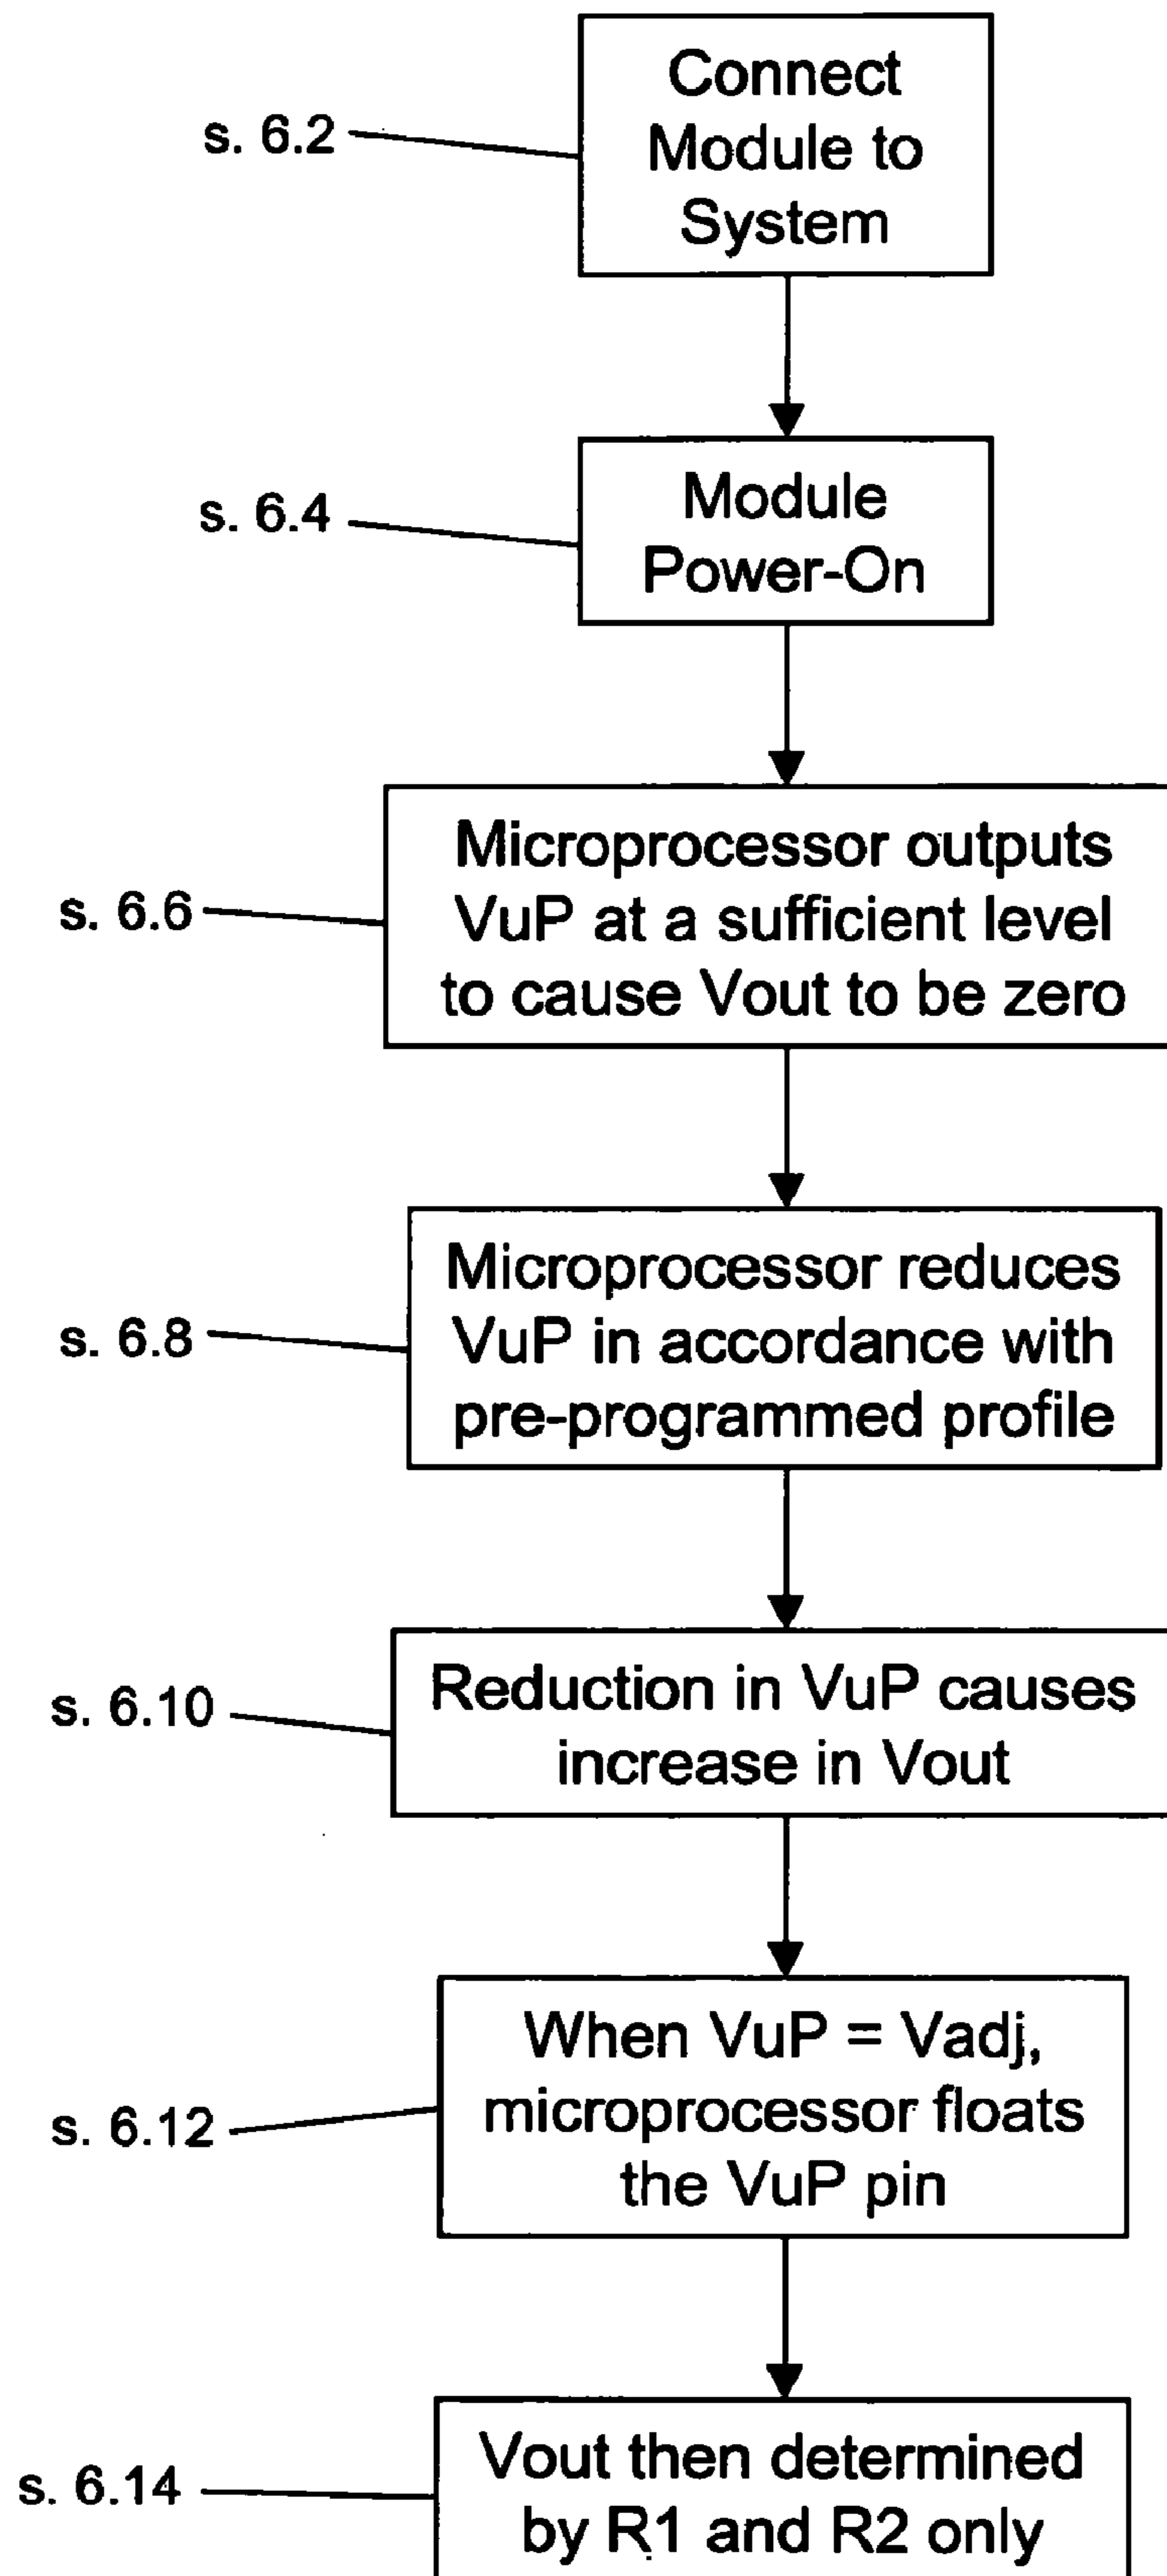 Connect
Module to
System
s. 6.2
Module
Power-On
s. 6.4
Microprocessor outputs
VuP at a sufficient level
to cause Vout to be zero
s. 6.6
Microprocessor reduces
VuP in accordance with
pre-programmed profile
s. 6.8
Reduction in VuP causes
increase in Vout
s. 6.10
When VuP = Vadj,
microprocessor floats
the VuP pin
s. 6.12
Vout then determined
by R1 and R2 only
s. 6.14